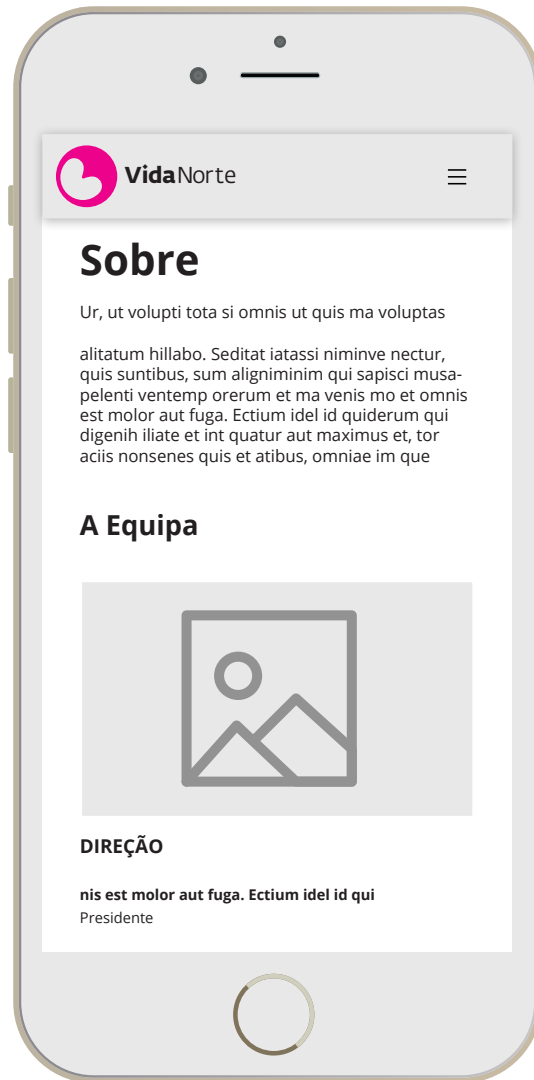 VidaNorte
Sobre
Ur, ut volupti tota si omnis ut quis ma voluptas
alitatum hillabo. Seditat iatassi niminve nectur,
quis suntibus, sum aligniminim qui sapisci musa-
pelenti ventemp orerum et ma venis mo et omnis
est molor aut fuga. Ectium idel id quiderum qui
digenih iliate et int quatur aut maximus et, tor
aciis nonsenes quis et atibus, omniae im que
A Equipa
DIREÇÃO
nis est molor aut fuga. Ectium idel id qui
Presidente